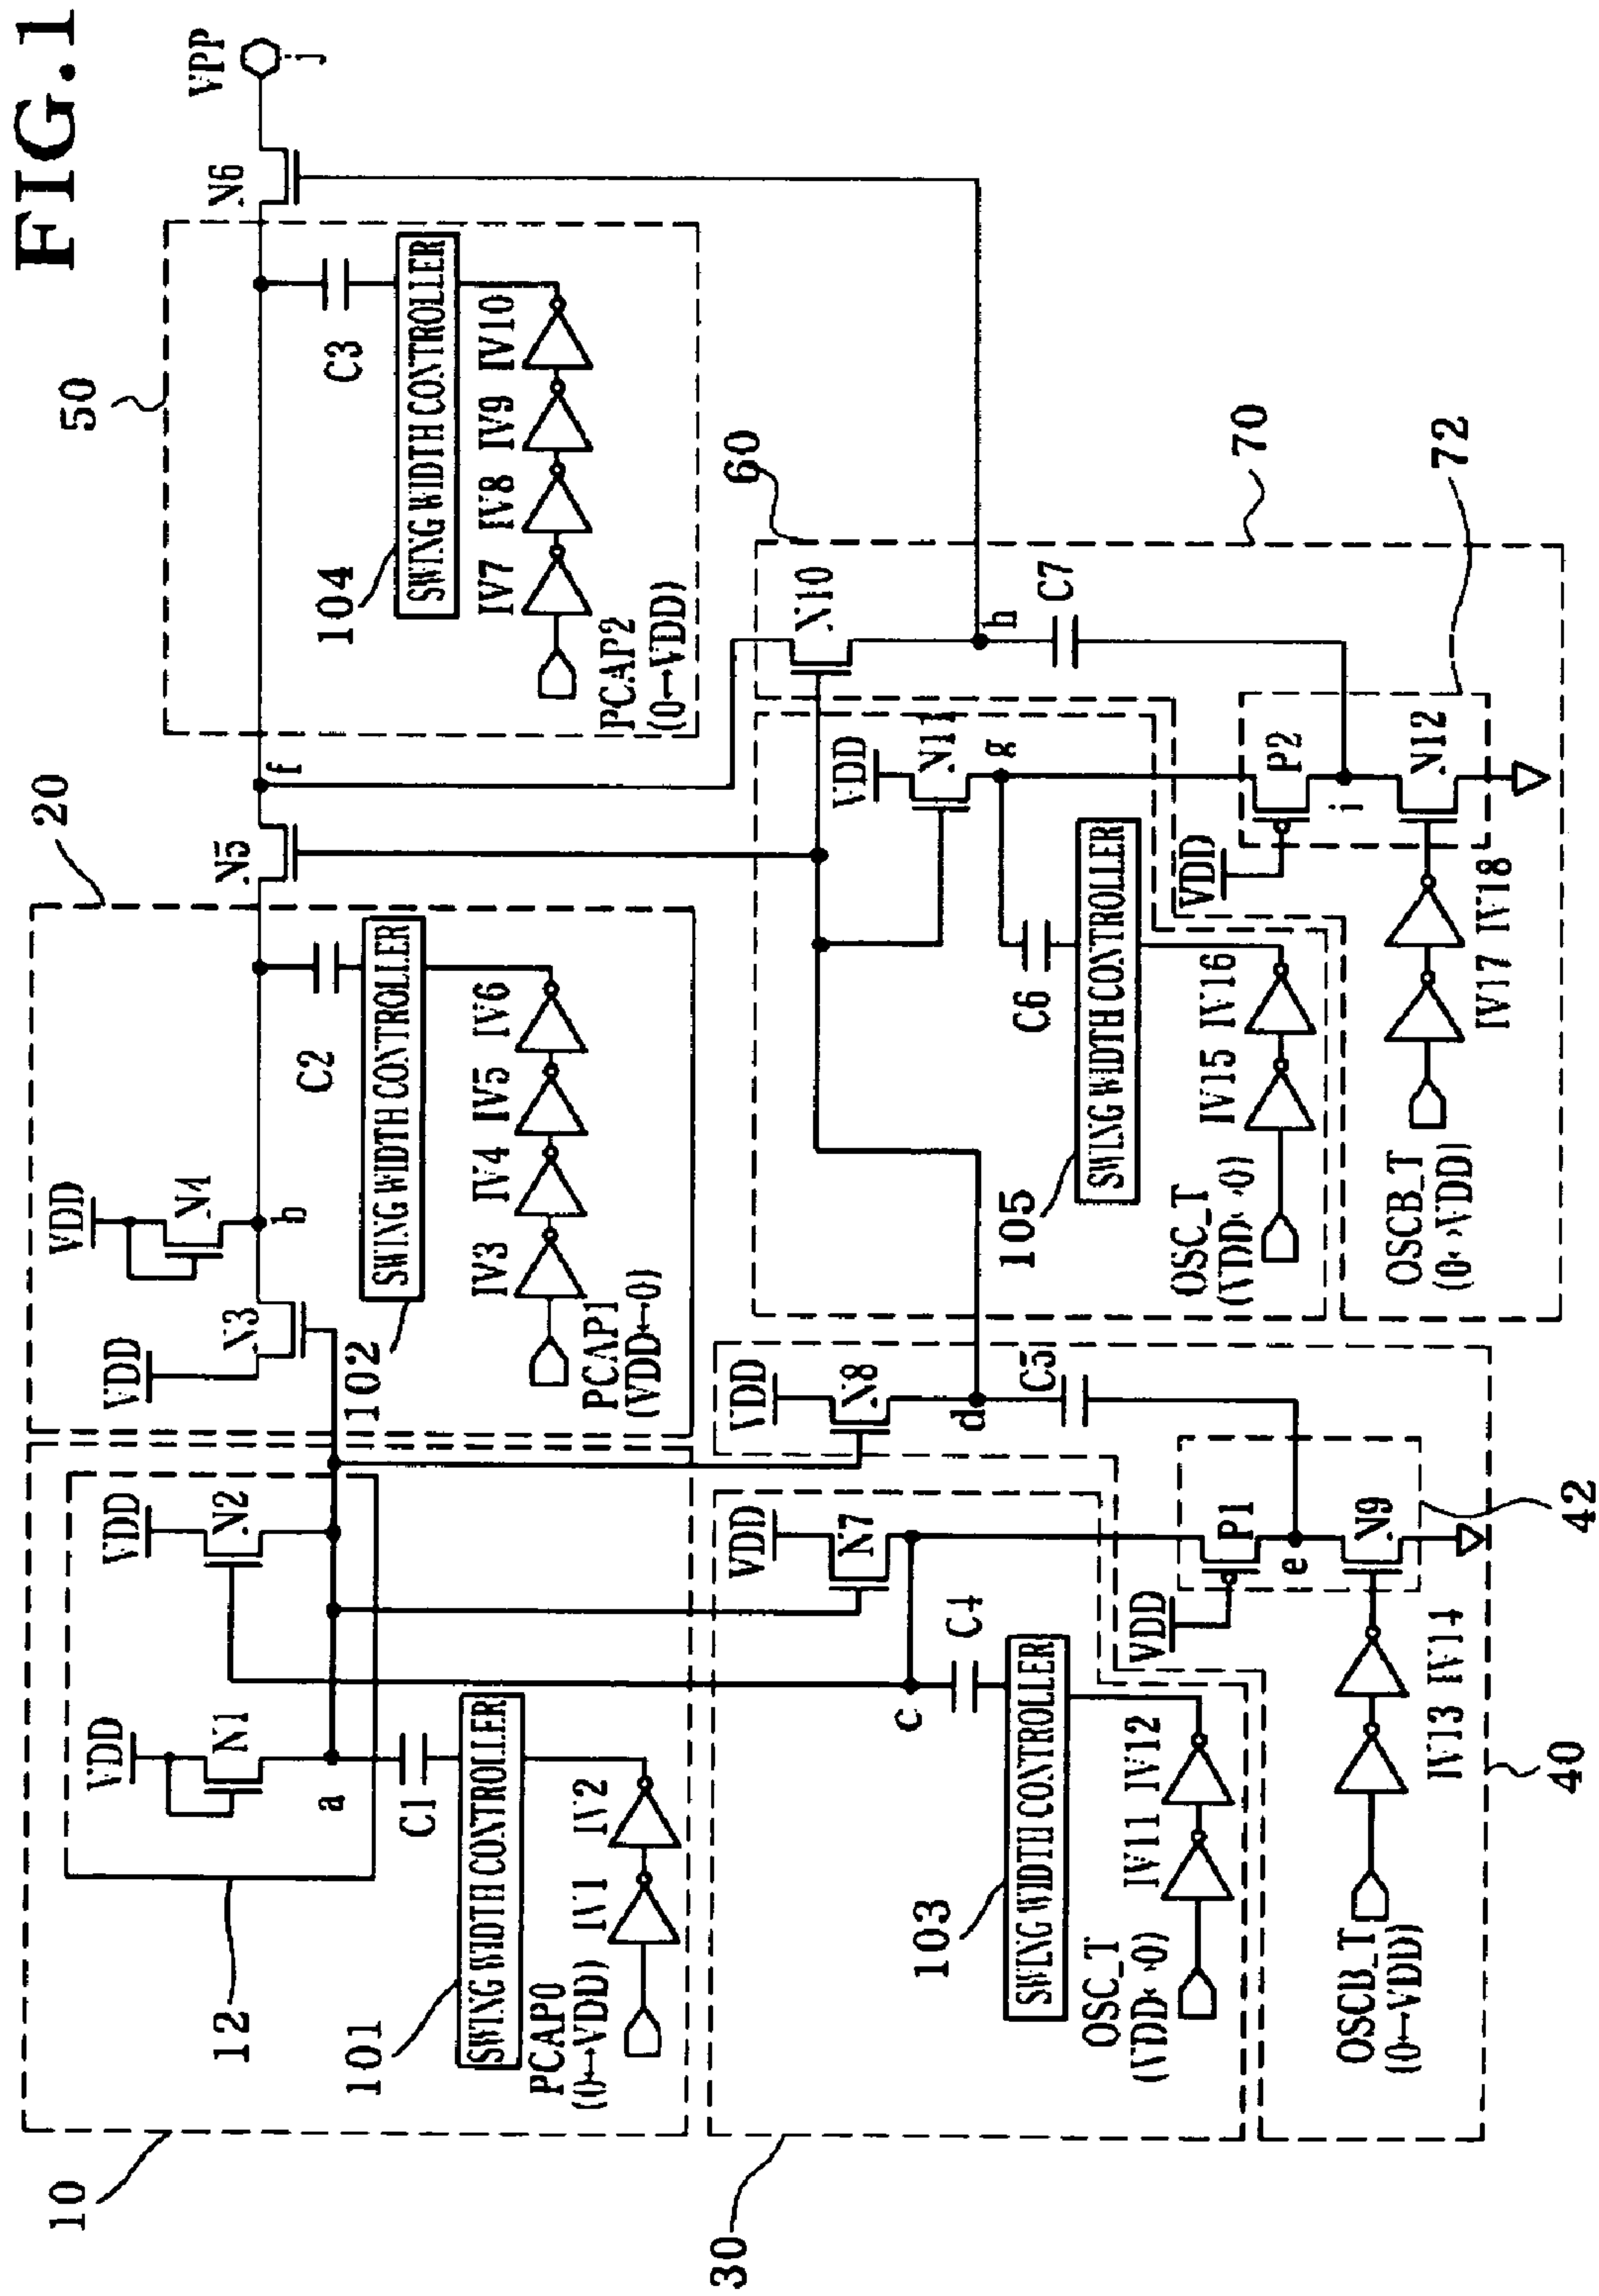 FIG.1
10
12
VDD
N1
a
VDD
N2
C1
101
SWING WIDTH CONTROLLER
IV1
IV2
PCAP0
(0↔VDD)
20
VDD
N3
VDD
N4
b
C2
102
SWING WIDTH CONTROLLER
IV3
IV4
IV5
IV6
PCAP1
(VDD↔0)
N5
f
50
C3
104
SWING WIDTH CONTROLLER
IV7
IV8
IV9
IV10
PCAP2
(0↔VDD)
N6
VPP
j
30
VDD
N7
c
C4
103
SWING WIDTH CONTROLLER
IV11
IV12
OSC_T
(VDD↔0)
VDD
N8
d
C5
VDD
P1
e
N9
42
IV13
IV14
OSCB_T
(0↔VDD)
40
60
VDD
N11
g
C6
105
SWING WIDTH CONTROLLER
IV15
IV16
OSC_T
(VDD↔0)
N10
h
C7
70
72
VDD
P2
i
N12
IV17
IV18
OSCB_T
(0↔VDD)